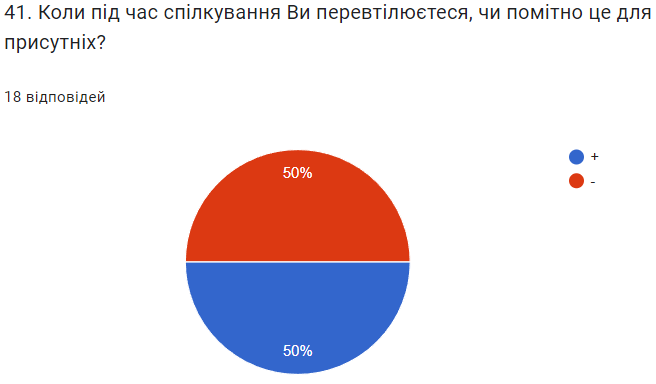 41. Коли під час спілкування Ви перевтілюєтеся, чи помітно це для
присутніх?
18 відповідей
50%
+
-
50%